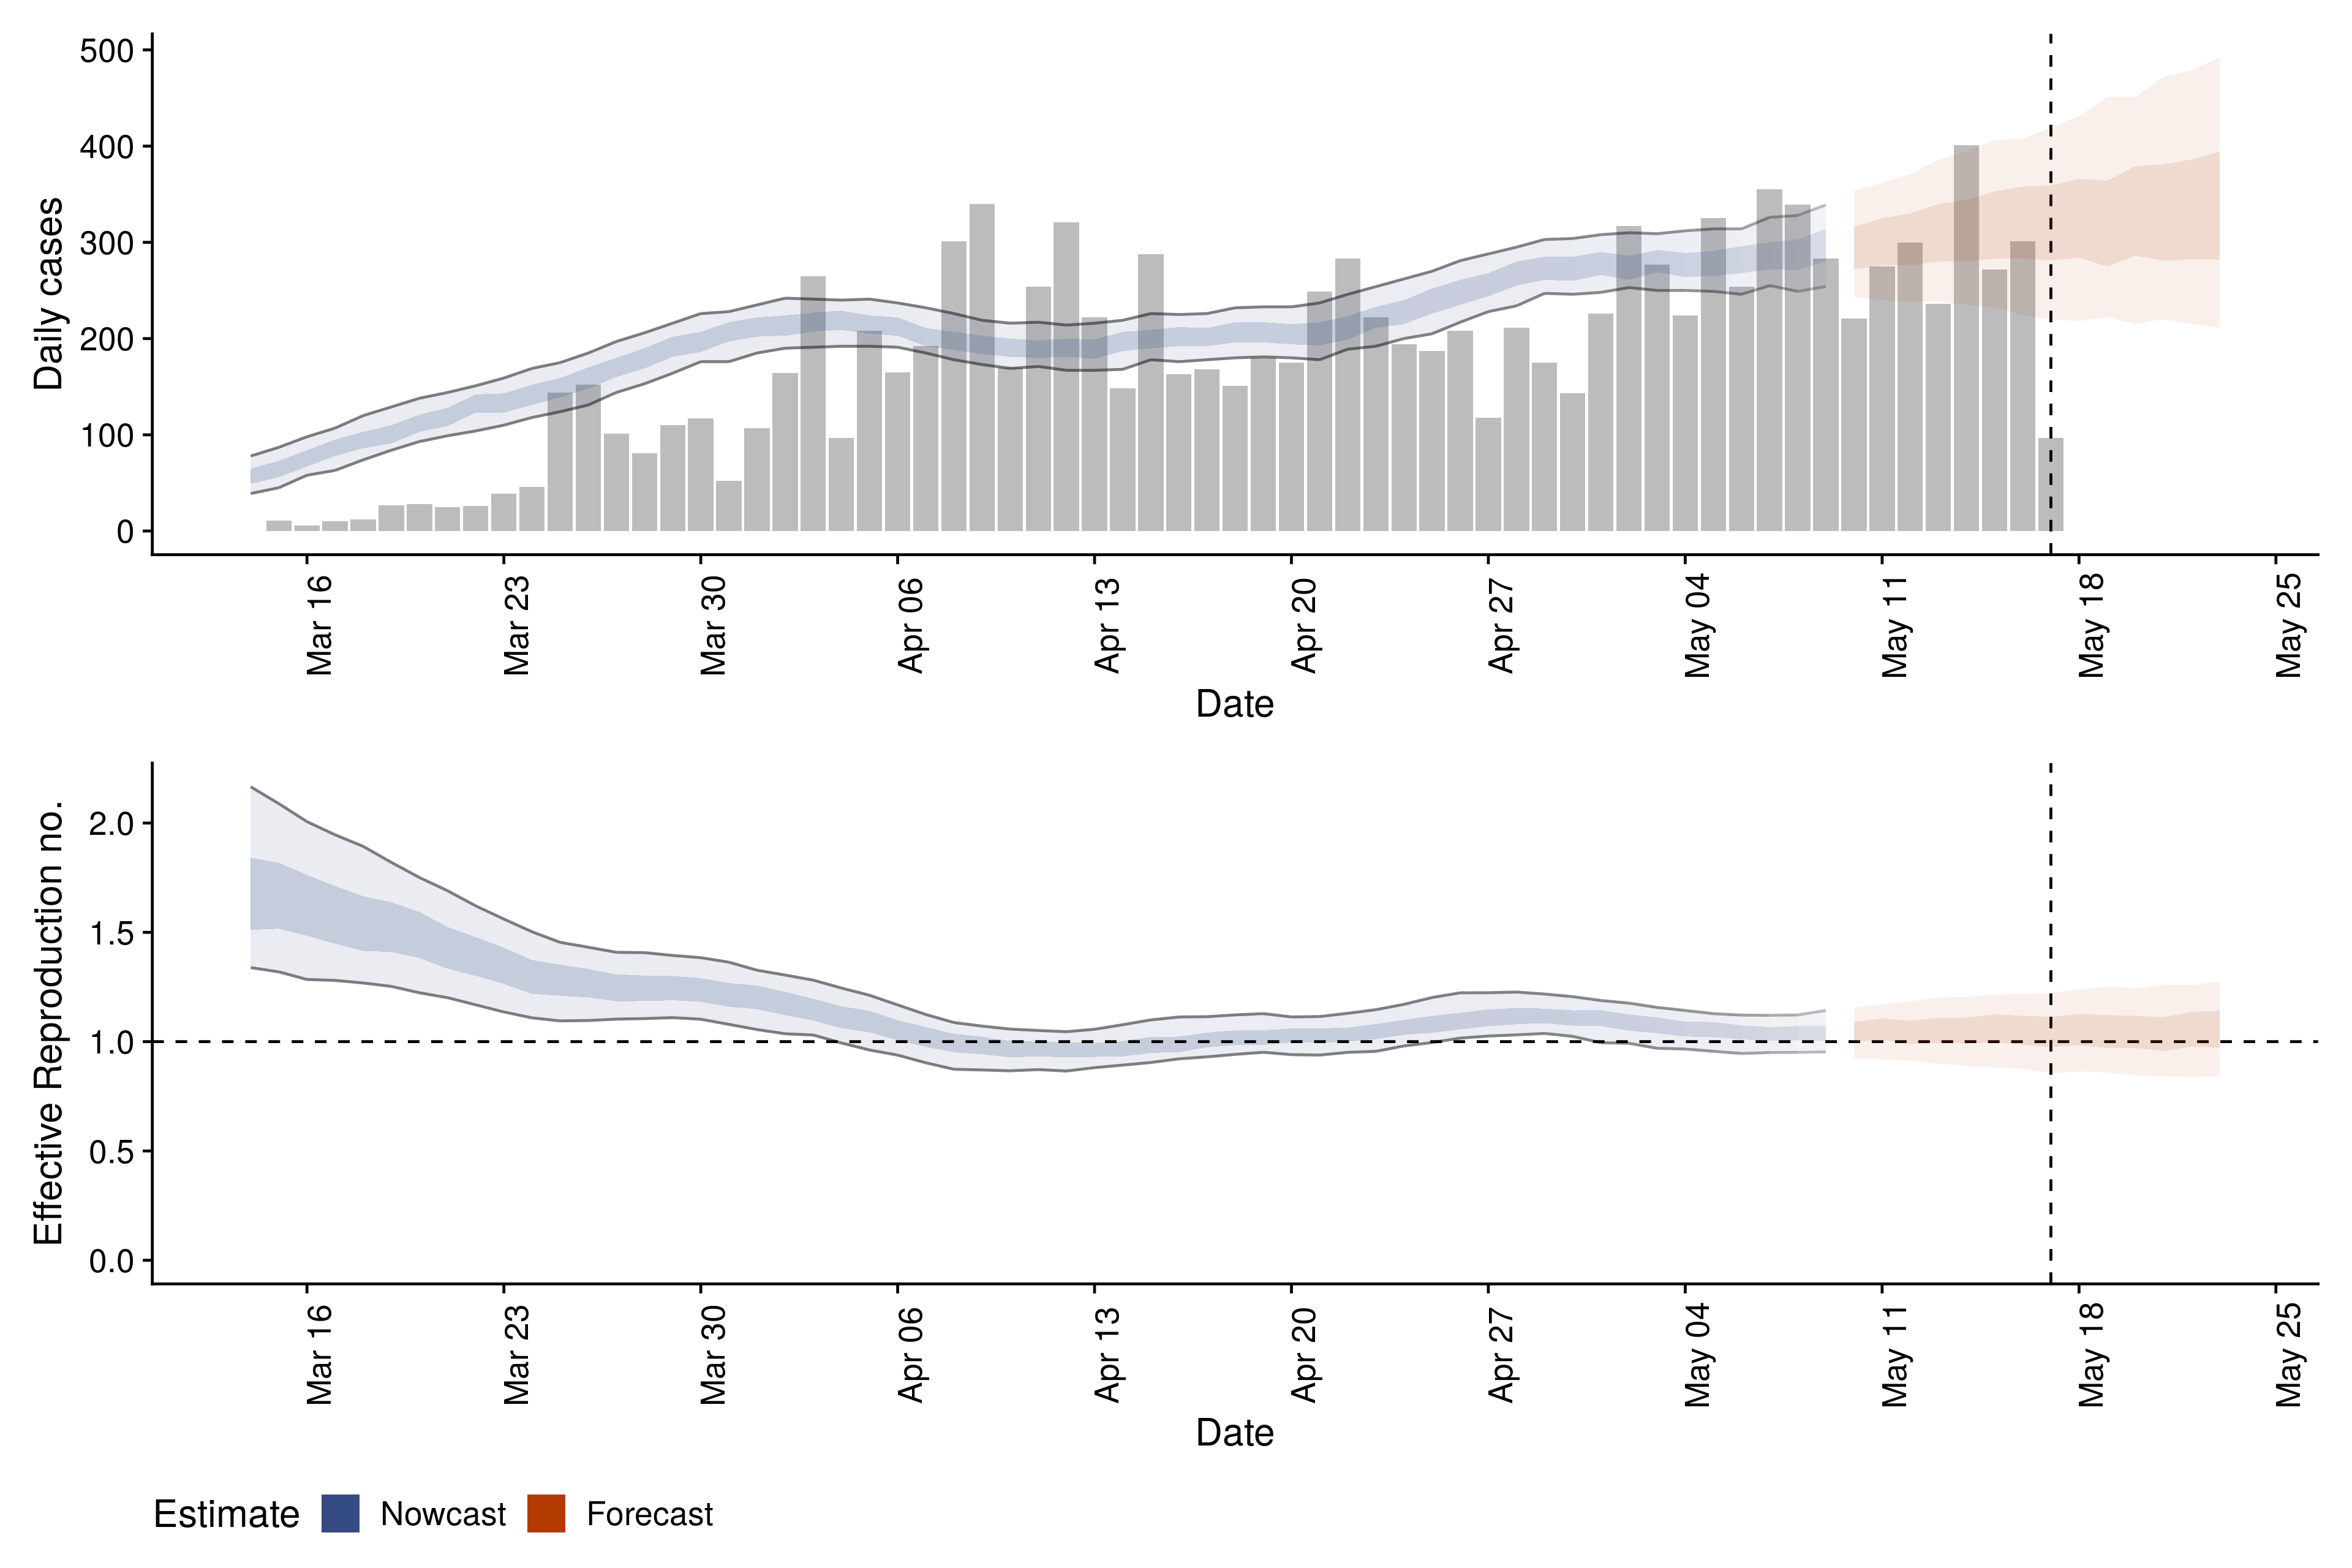 500
400
300
200
100
0
Daily cases
Mar 16
Mar 23
Mar 30
Apr 06
Apr 13
Apr 20
Apr 27
May 04
May 11
May 18
May 25
Date
2.0
1.5
1.0
0.5
0.0
Effective Reproduction no.
Mar 16
Mar 23
Mar 30
Apr 06
Apr 13
Apr 20
Apr 27
May 04
May 11
May 18
May 25
Date
Estimate Nowcast Forecast